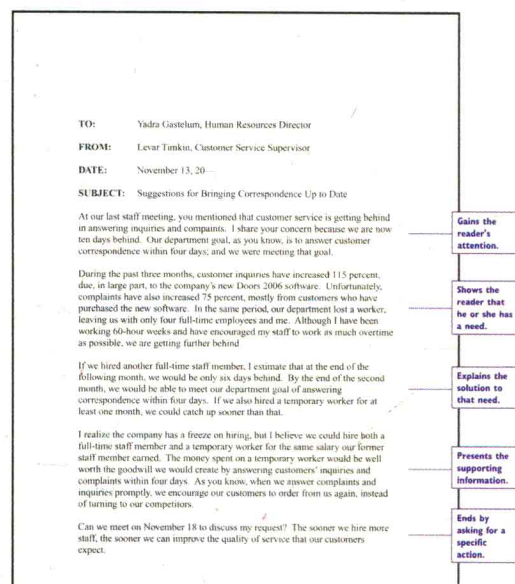 TO: Yadra Gastelum, Human Resources Director
FROM: Levar Timkin, Customer Service Supervisor
DATE: November 13, 20—
SUBJECT: Suggestions for Bringing Correspondence Up to Date
At our last staff meeting, you mentioned that customer service is getting behind
in answering inquiries and compaints. I share your concern because we are now
ten days behind. Our department goal, as you know, is to answer customer
correspondence within four days; and we were meeting that goal.
Gains the
reader's
attention.
During the past three months, customer inquiries have increased 115 percent,
due, in large part, to the company's new Doors 2006 software. Unfortunately,
complaints have also increased 75 percent, mostly from customers who have
purchased the new software. In the same period, our department lost a worker,
leaving us with only four full-time employees and me. Although I have been
working 60-hour weeks and have encouraged my staff to work as much overtime
as possible, we are getting further behind
Shows the
reader that
he or she has
a need.
If we hired another full-time staff member, I estimate that at the end of the
following month, we would be only six days behind. By the end of the second
month, we would be able to meet our department goal of answering
correspondence within four days. If we also hired a temporary worker for at
least one month, we could catch up sooner than that.
Explains the
solution to
that need.
I realize the company has a freeze on hiring, but I believe we could hire both a
full-time staff member and a temporary worker for the same salary our former
staff member earned. The money spent on a temporary worker would be well
worth the goodwill we would create by answering customers' inquiries and
complaints within four days. As you know, when we answer complaints and
inquiries promptly, we encourage our customers to order from us again, instead
of turning to our competitors.
Presents the
supporting
information.
Can we meet on November 18 to discuss my request? The sooner we hire more
staff, the sooner we can improve the quality of service that our customers
expect.
Ends by
asking for a
specific
action.